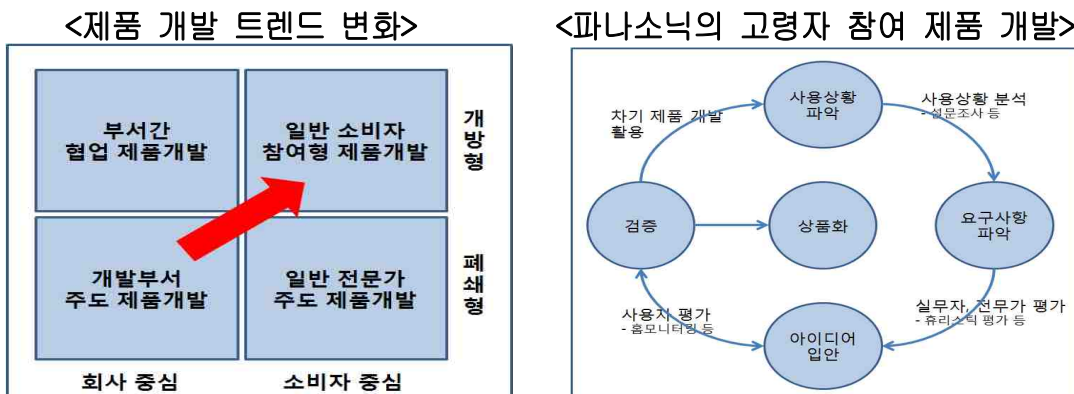 <제품 개발 트렌드 변화>
부서간
협업 제품개발
일반 소비자
참여형 제품개발
개
방
형
개발부서
주도 제품개발
일반 전문가
주도 제품개발
폐
쇄
형
회사 중심
소비자 중심
<파나소닉의 고령자 참여 제품 개발>
사용상황
파악
차기 제품 개발
활용
사용상황 분석
- 설문조사 등
검증
상품화
요구사항
파악
사용자 평가
- 홈모니터링 등
실무자, 전문가 평가
- 휴리스틱 평가 등
아이디어
입안